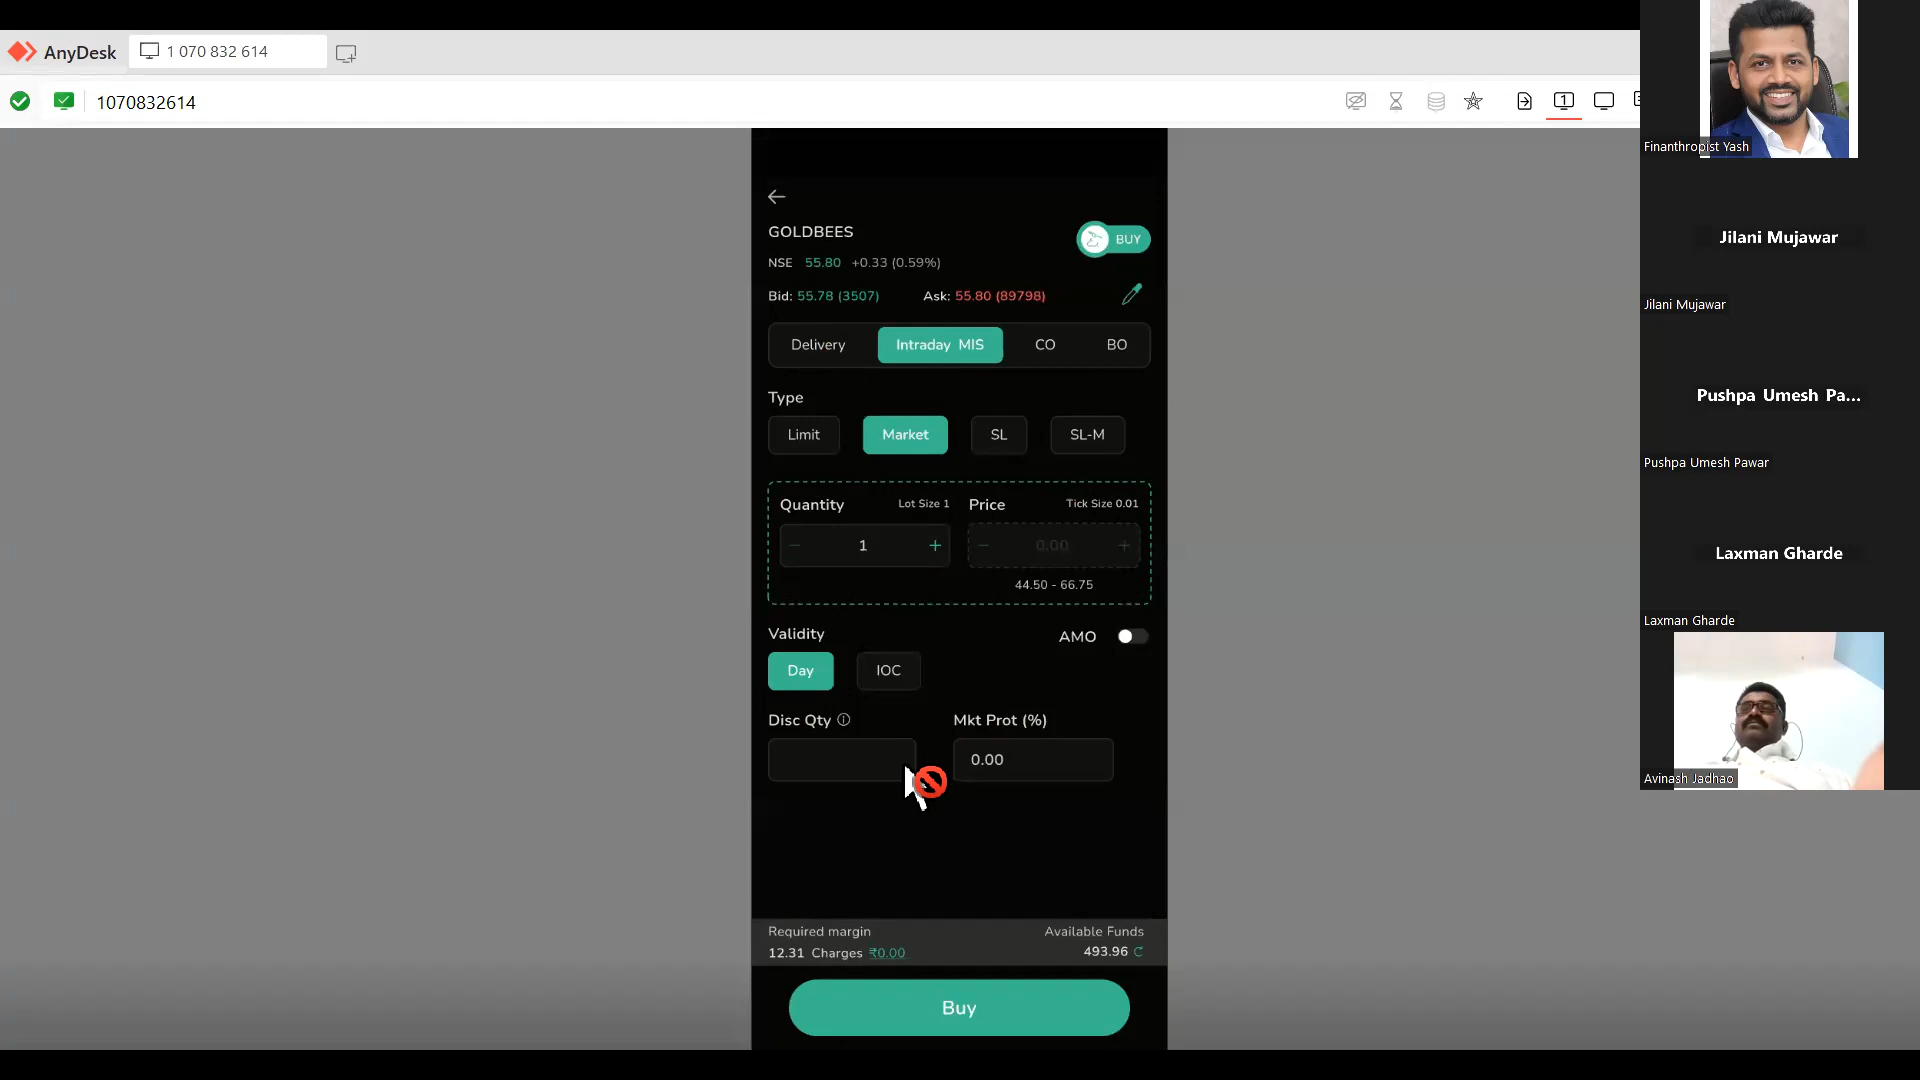 AnyDesk
1 070 832 614
1070832614
1
GOLDBEES
BUY
NSE 55.80 +0.33 (0.59%)
Bid: 55.78 (3507) Ask: 55.80 (89798)
Delivery Intraday MIS CO BO
Type
Limit Market SL SL-M
Quantity Lot Size 1 Price Tick Size 0.01
− 1 + − 0.00 +
44.50 - 66.75
Validity AMO
Day IOC
Disc Qty Mkt Prot (%)
0.00
Required margin Available Funds
12.31 Charges ₹0.00 493.96
Buy
Finanthropist Yash
Jilani Mujawar
Jilani Mujawar
Pushpa Umesh Pa...
Pushpa Umesh Pawar
Laxman Gharde
Laxman Gharde
Avinash Jadhao